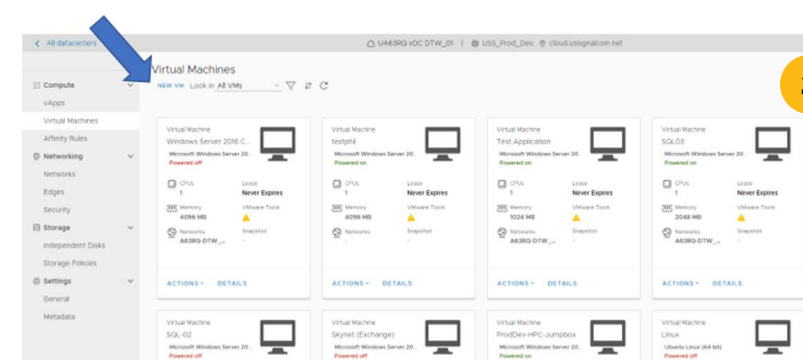 All datacenters
UA63RG vDC DTW_01 | USS_Prod_Dev, cloud.ussignalcom.net
Virtual Machines
NEW VM Look in All VMs
Compute
vApps
Virtual Machines
Affinity Rules
Networking
Networks
Edges
Security
Storage
Independent Disks
Storage Policies
Settings
General
Metadata
Virtual Machine
Windows Server 2016 C...
Microsoft Windows Server 20..
Powered off
CPUs
1
Lease
Never Expires
Memory
4096 MB
VMware Tools
Networks
A63RG-DTW_...
Snapshot
-
ACTIONS DETAILS
Virtual Machine
testphil
Microsoft Windows Server 20..
Powered on
CPUs
1
Lease
Never Expires
Memory
4096 MB
VMware Tools
Networks
-
Snapshot
-
ACTIONS DETAILS
Virtual Machine
Test Application
Microsoft Windows Server 20..
Powered on
CPUs
1
Lease
Never Expires
Memory
1024 MB
VMware Tools
Networks
A63RG-DTW_...
Snapshot
-
ACTIONS DETAILS
Virtual Machine
SQL03
Microsoft Windows Server 20..
Powered on
CPUs
1
Lease
Never Expires
Memory
2048 MB
VMware Tools
Networks
A63RG-DTW_...
Snapshot
-
ACTIONS DETAILS
Virtual Machine
SQL-02
Microsoft Windows Server 20..
Powered off
Virtual Machine
Skynet (Exchange)
Microsoft Windows Server 20..
Powered off
Virtual Machine
ProdDev-HPC-Jumpbox
Microsoft Windows Server 20..
Powered on
Virtual Machine
Linux
Ubuntu Linux (64-bit)
Powered off